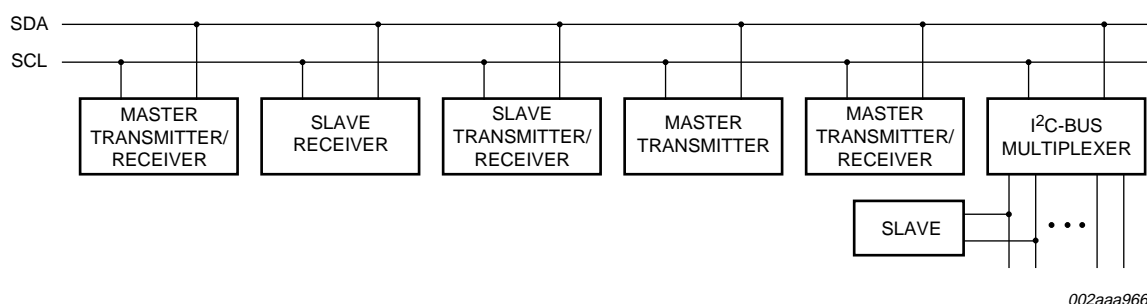 SDA
SCL
MASTER
TRANSMITTER/
RECEIVER
SLAVE
RECEIVER
SLAVE
TRANSMITTER/
RECEIVER
MASTER
TRANSMITTER
MASTER
TRANSMITTER/
RECEIVER
I²C-BUS
MULTIPLEXER
SLAVE
002aaa966